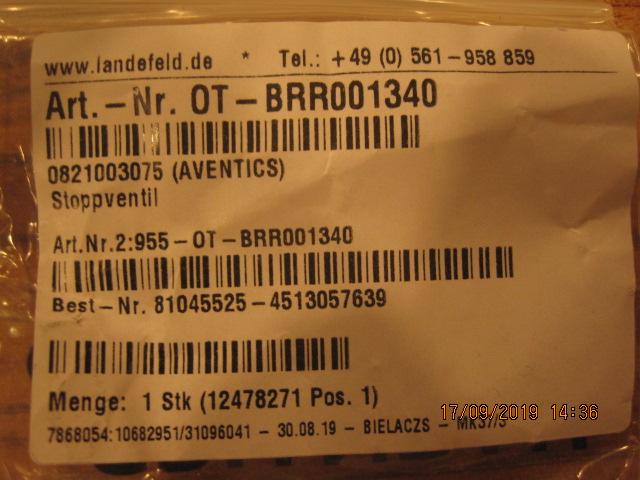 www.landefeld.de * Tel.: +49 (0) 561-958 859
Art.-Nr. OT-BRR001340
0821003075 (AVENTICS)
Stoppventil
Art.Nr.2:955-OT-BRR001340
Best-Nr. 81045525-4513057639
Menge: 1 Stk (12478271 Pos. 1)
17/09/2019 14:36
7868054:10682951/31096041 - 30.08.19 - BIELACZS - MK37/5